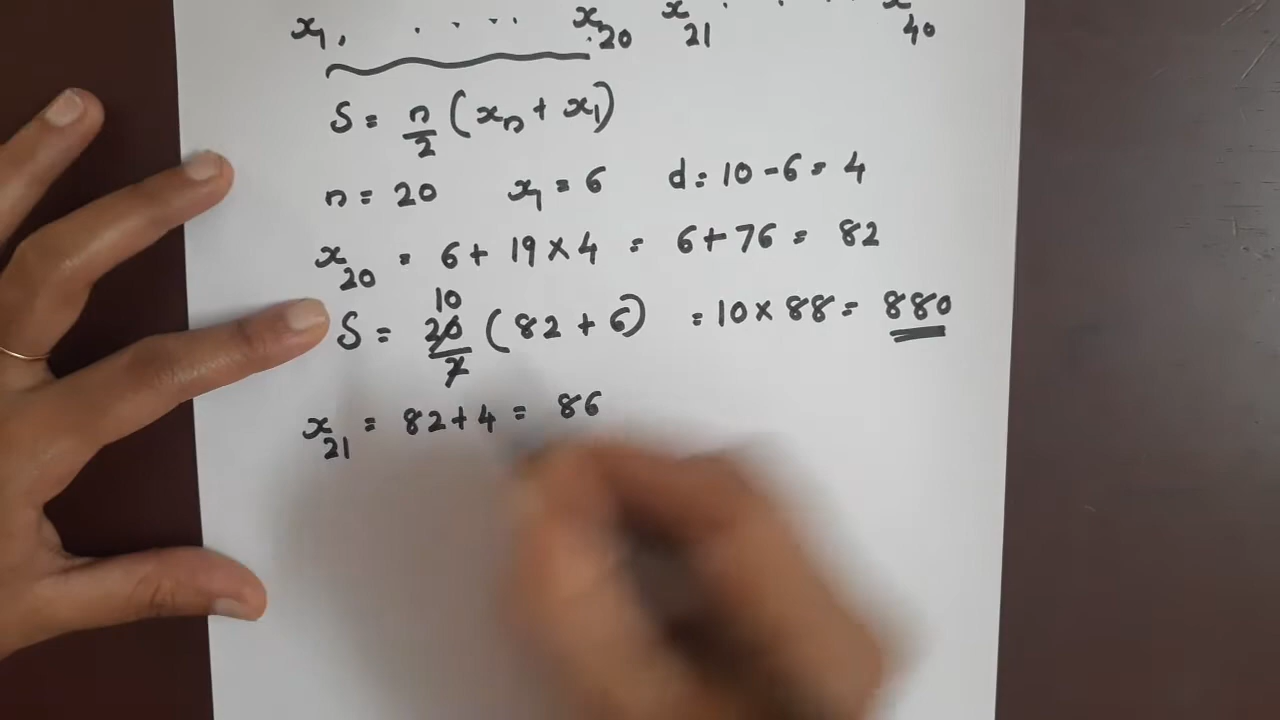 x₁, . . . . x₂₀ x₂₁ . . . x₄₀
S = n/2 (xₙ + x₁)
n = 20 x₁ = 6 d = 10 - 6 = 4
x₂₀ = 6 + 19 × 4 = 6 + 76 = 82
10
S = 20/2 (82 + 6) = 10 × 88 = 880
x₂₁ = 82 + 4 = 86